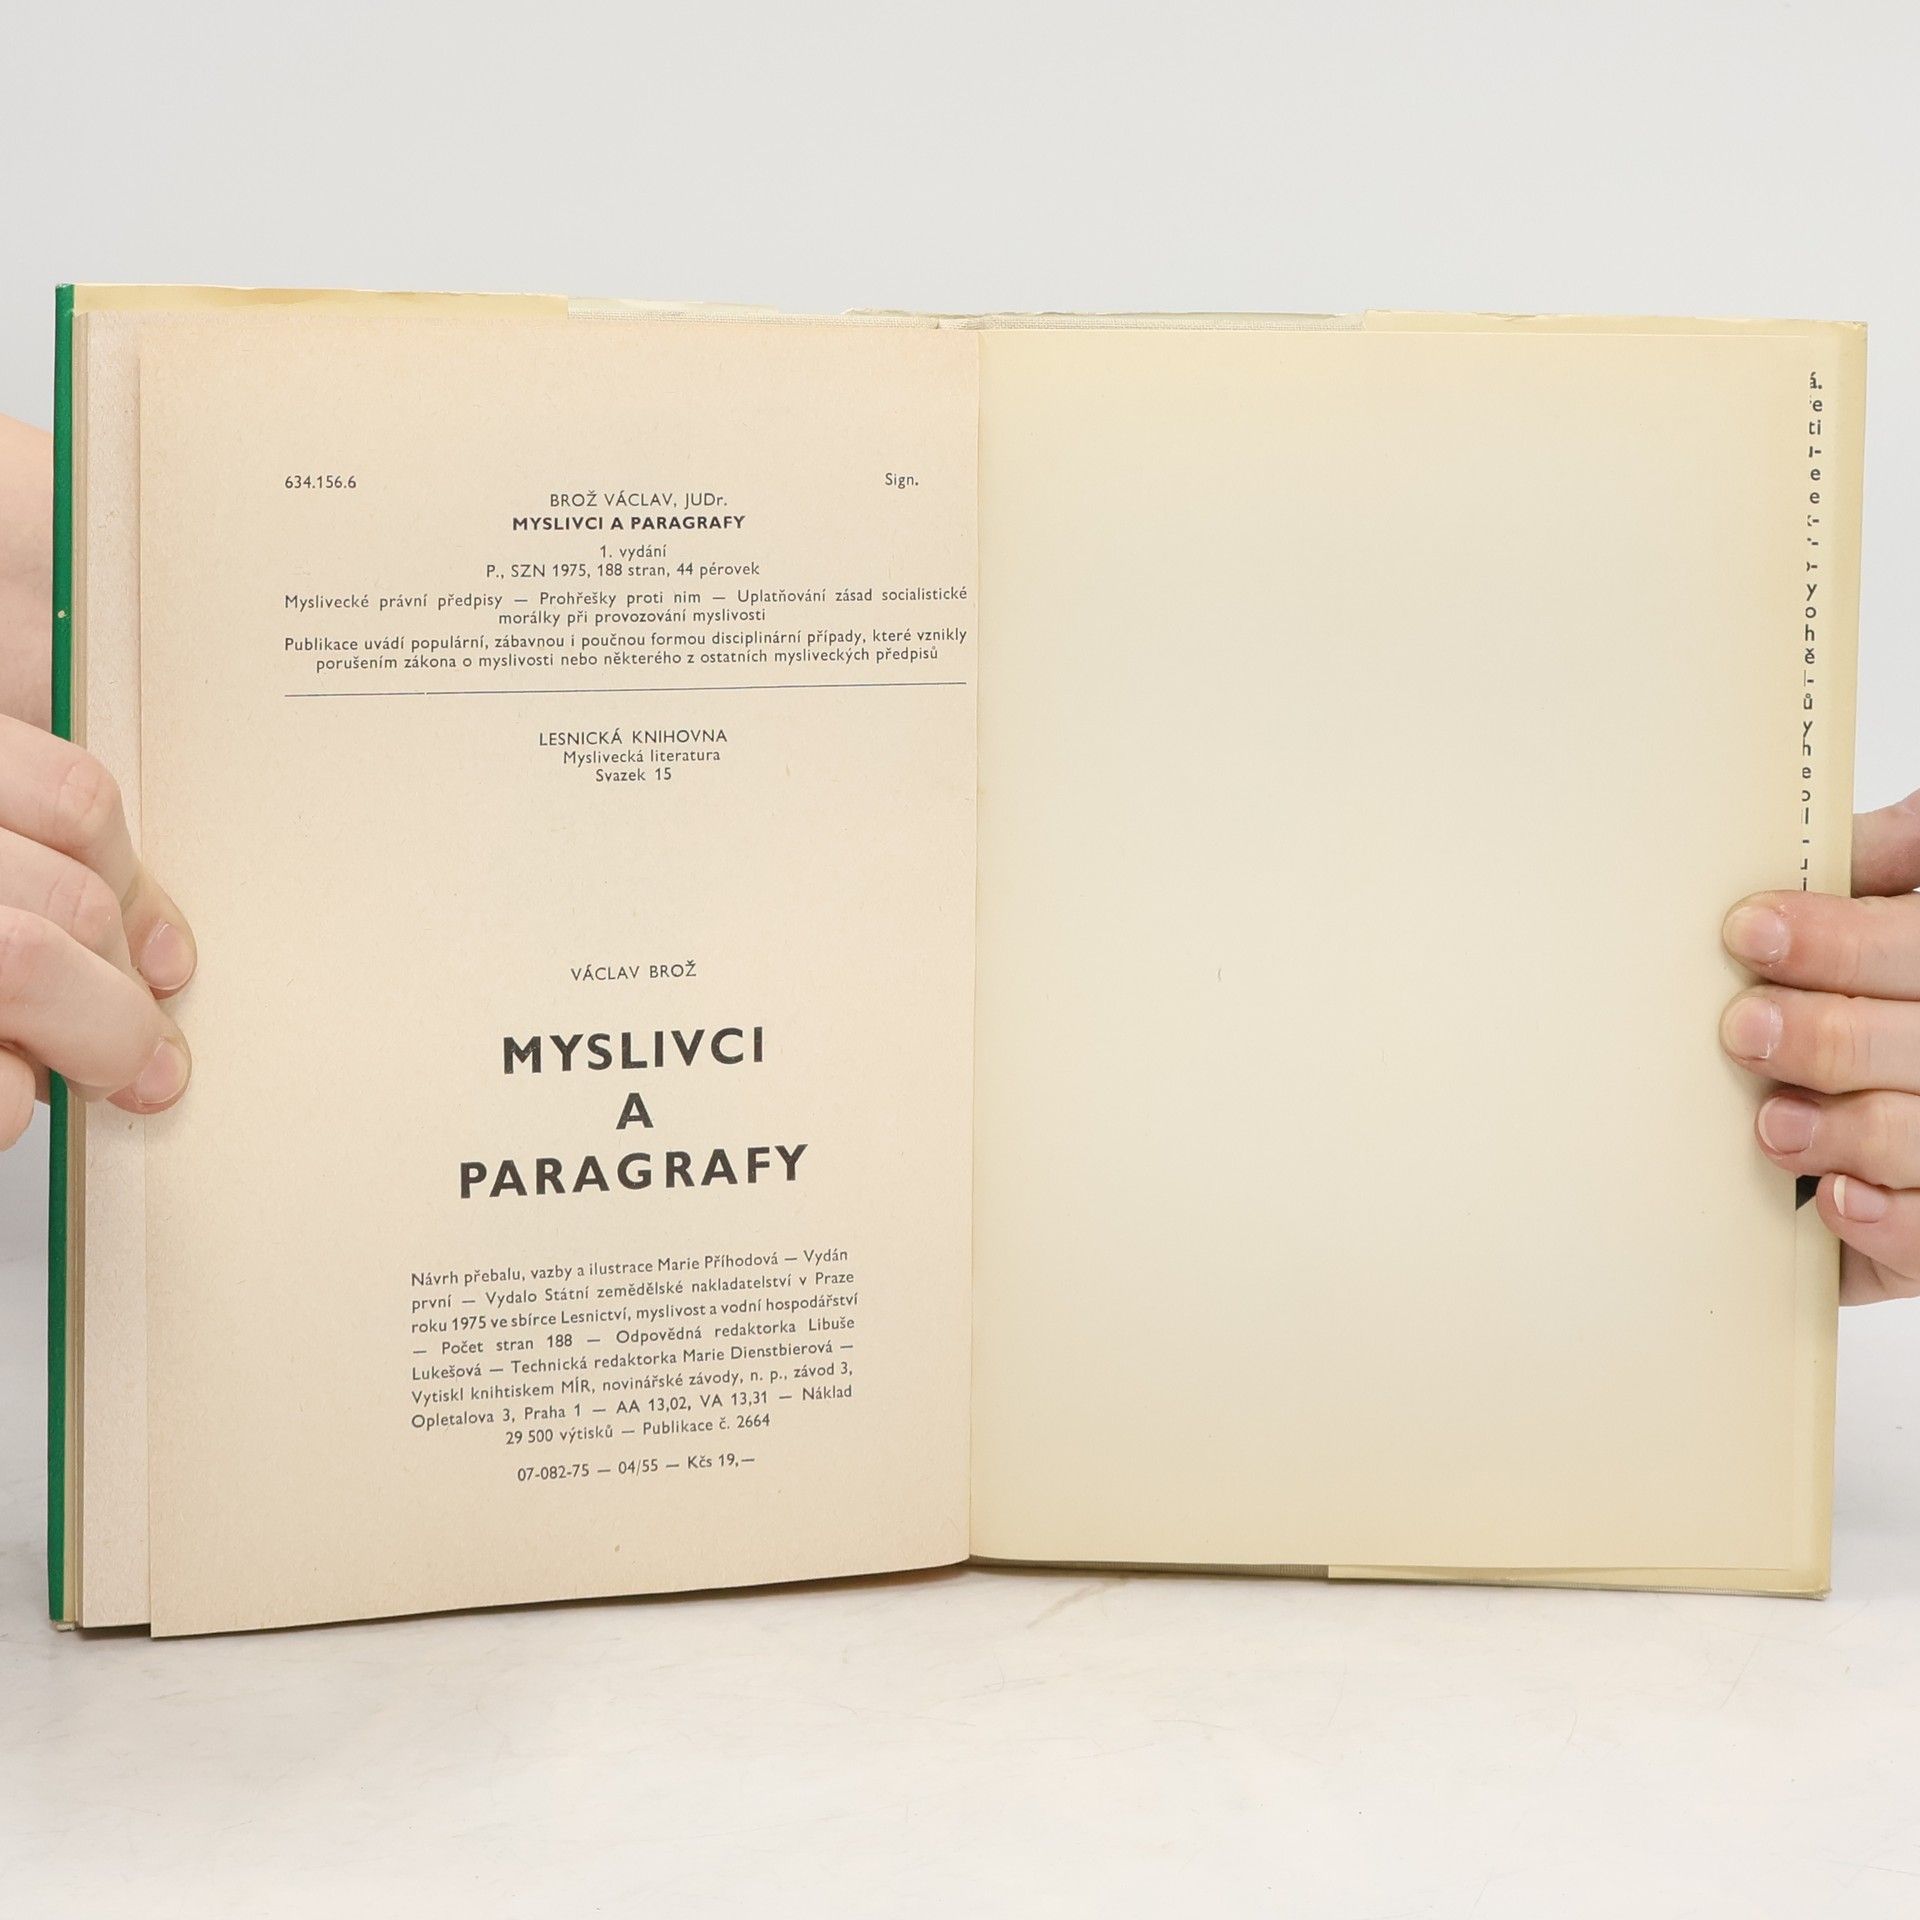 634.156.6
Sign.
BROŽ VÁCLAV, JUDr.
MYSLIVCI A PARAGRAFY
1. vydání
P., SZN 1975, 188 stran, 44 pérovek
Myslivecké právní předpisy — Prohřešky proti nim — Uplatňování zásad socialistické
morálky při provozování myslivosti
Publikace uvádí populární, zábavnou i poučnou formou disciplinární případy, které vznikly
porušením zákona o myslivosti nebo některého z ostatních mysliveckých předpisů
LESNICKÁ KNIHOVNA
Myslivecká literatura
Svazek 15
VÁCLAV BROŽ
MYSLIVCI
A
PARAGRAFY
Návrh přebalu, vazby a ilustrace Marie Příhodová — Vydán
první — Vydalo Státní zemědělské nakladatelství v Praze
roku 1975 ve sbírce Lesnictví, myslivost a vodní hospodářství
— Počet stran 188 — Odpovědná redaktorka Libuše
Lukešová — Technická redaktorka Marie Dienstbierová —
Vytiskl knihtiskem MÍR, novinářské závody, n. p., závod 3,
Opletalova 3, Praha 1 — AA 13,02, VA 13,31 — Náklad
29 500 výtisků — Publikace č. 2664
07-082-75 — 04/55 — Kčs 19,—